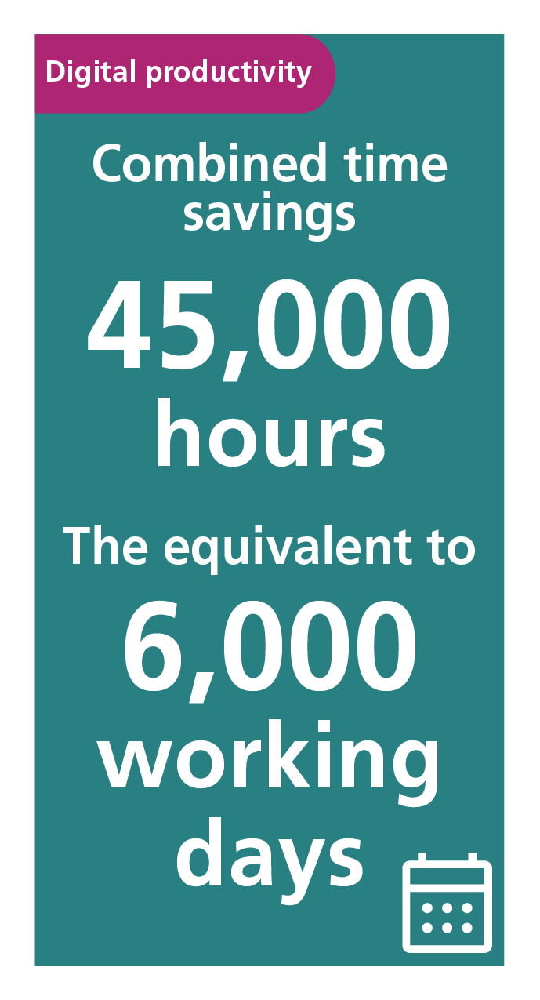 Digital productivity
Combined time
savings
45,000
hours
The equivalent to
6,000
working
days